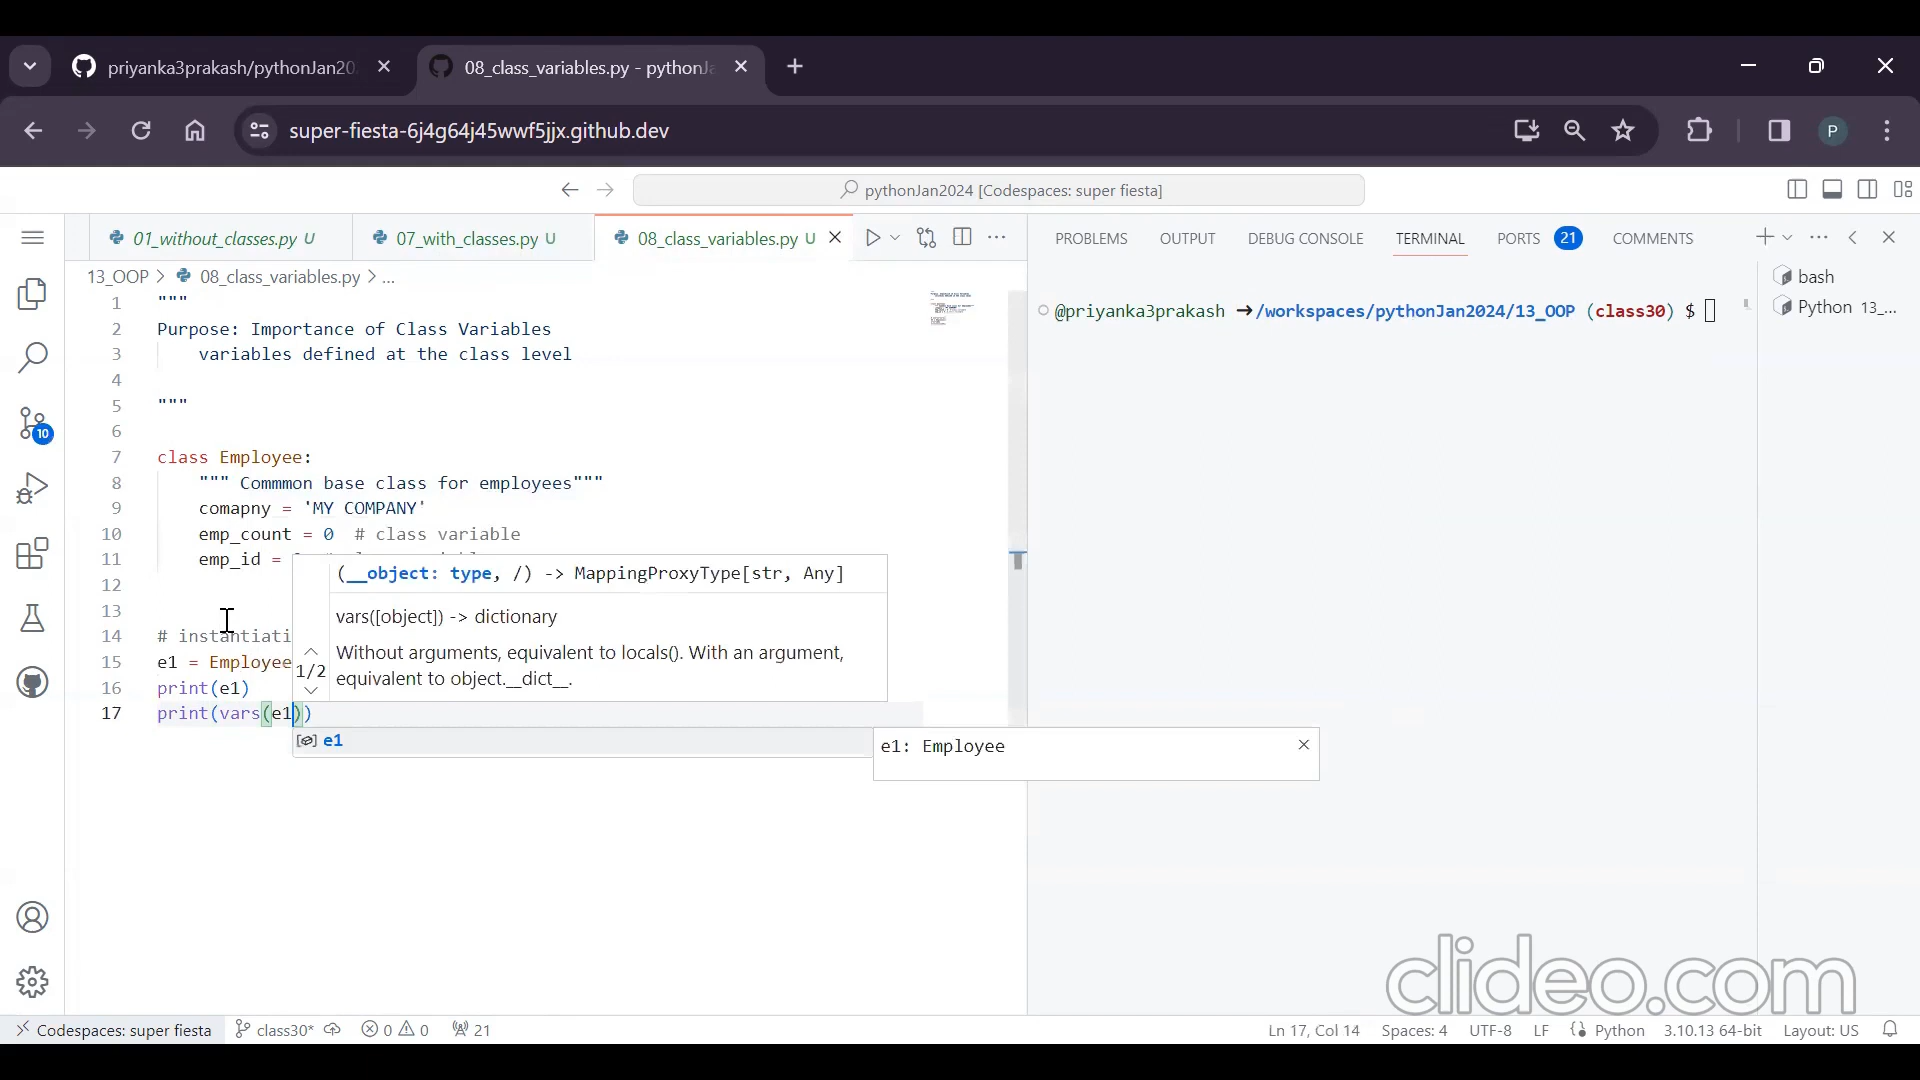 priyanka3prakash/pythonJan20
08_class_variables.py - pythonJa
super-fiesta-6j4g64j45wwf5jjx.github.dev
P
pythonJan2024 [Codespaces: super fiesta]
01_without_classes.py U
07_with_classes.py U
08_class_variables.py U
PROBLEMS OUTPUT DEBUG CONSOLE TERMINAL PORTS 21 COMMENTS
13_OOP > 08_class_variables.py > ...
bash
Python 13_...
@priyanka3prakash →/workspaces/pythonJan2024/13_OOP (class30) $
1 """
2 Purpose: Importance of Class Variables
3 variables defined at the class level
4
5 """
6
7 class Employee:
8 """ Commmon base class for employees"""
9 comapny = 'MY COMPANY'
10 emp_count = 0 # class variable
11 emp_id =
12
13
14 # instantiati
15 e1 = Employee
16 print(e1)
17 print(vars(e1))
(__object: type, /) -> MappingProxyType[str, Any]
vars([object]) -> dictionary
Without arguments, equivalent to locals(). With an argument,
equivalent to object.__dict__.
1/2
e1
e1: Employee
10
clideo.com
Codespaces: super fiesta class30* 0 0 21 Ln 17, Col 14 Spaces: 4 UTF-8 LF Python 3.10.13 64-bit Layout: US